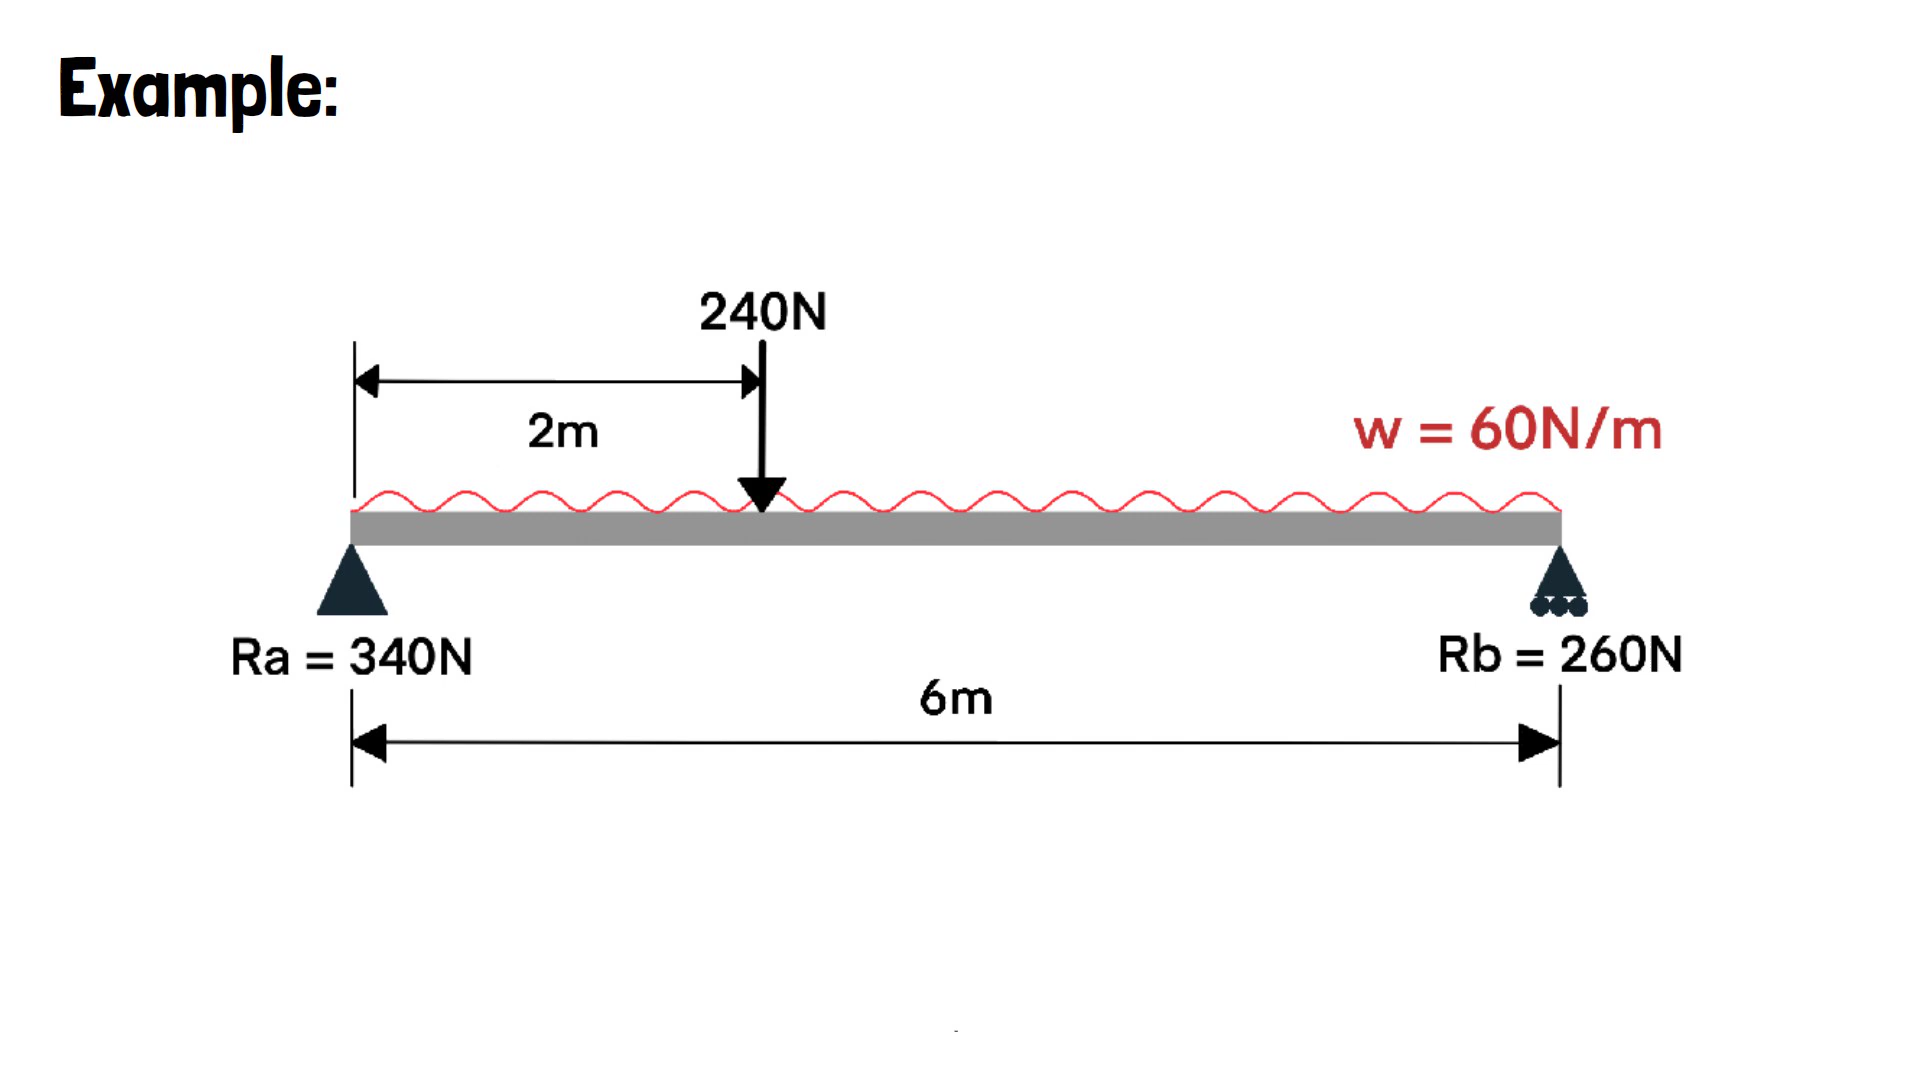 Example:
240N
2m
w = 60N/m
Ra = 340N
Rb = 260N
6m